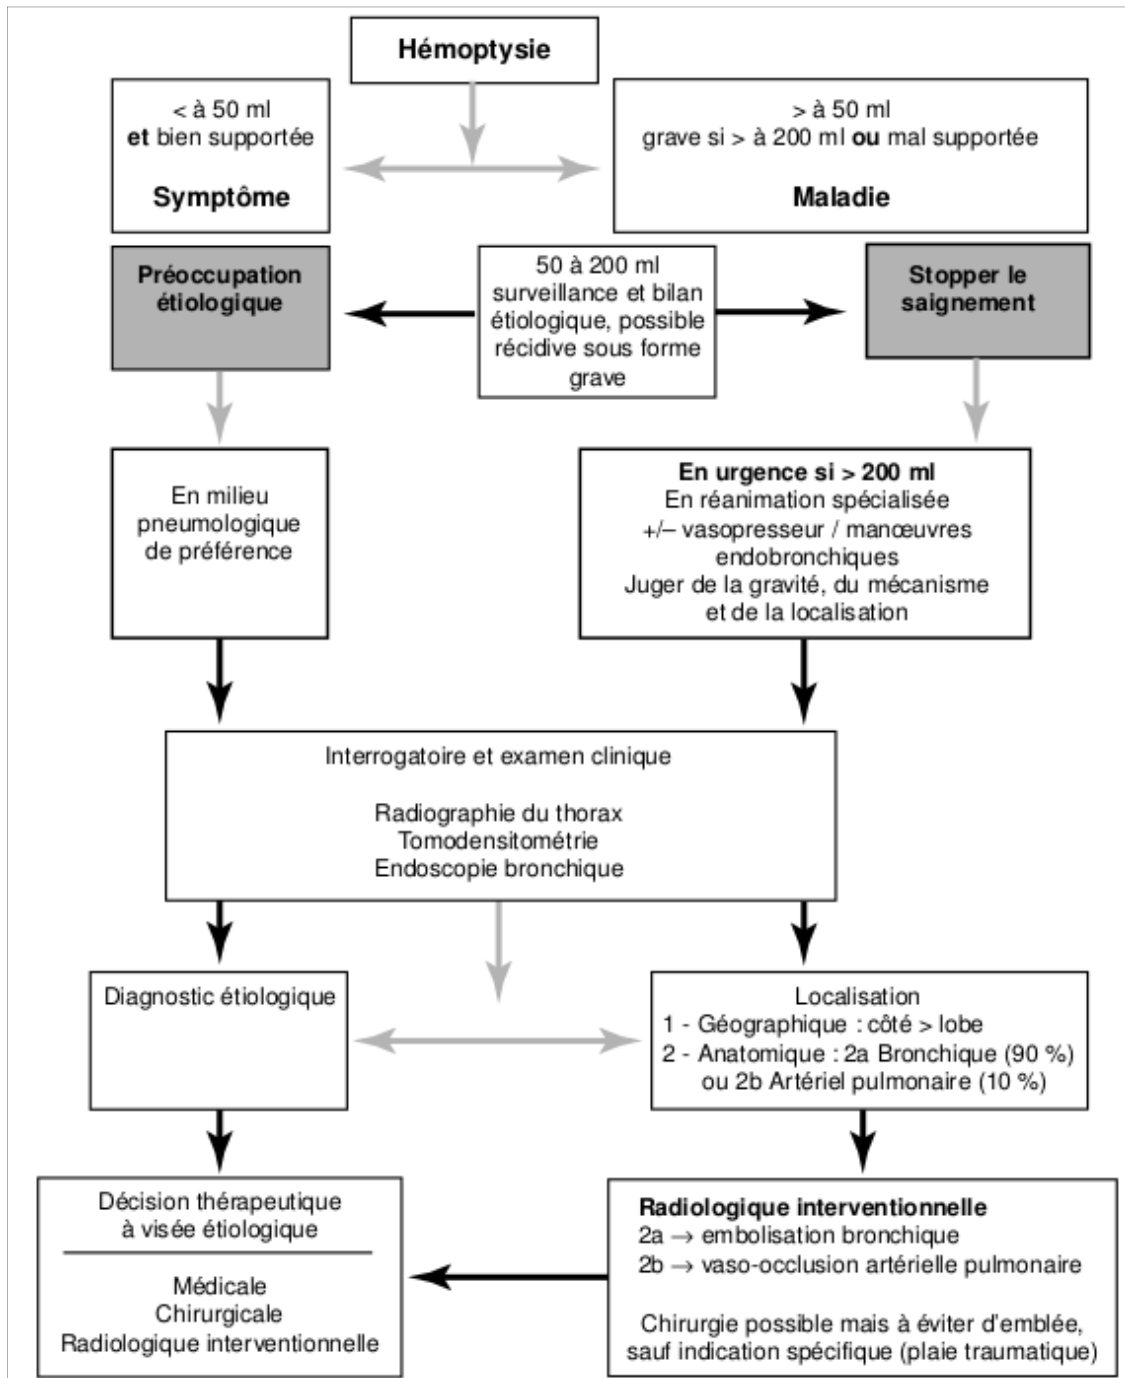 Hémoptysie
< à 50 ml
et bien supportée
Symptôme
> à 50 ml
grave si > à 200 ml ou mal supportée
Maladie
Préoccupation
étiologique
50 à 200 ml
surveillance et bilan
étiologique, possible
récidive sous forme
grave
Stopper le
saignement
En milieu
pneumologique
de préférence
En urgence si > 200 ml
En réanimation spécialisée
+/– vasopresseur / manœuvres
endobronchiques
Juger de la gravité, du mécanisme
et de la localisation
Interrogatoire et examen clinique
Radiographie du thorax
Tomodensitométrie
Endoscopie bronchique
Diagnostic étiologique
Localisation
1 - Géographique : côté > lobe
2 - Anatomique : 2a Bronchique (90 %)
ou 2b Artériel pulmonaire (10 %)
Décision thérapeutique
à visée étiologique
Médicale
Chirurgicale
Radiologique interventionnelle
Radiologique interventionnelle
2a → embolisation bronchique
2b → vaso-occlusion artérielle pulmonaire
Chirurgie possible mais à éviter d'emblée,
sauf indication spécifique (plaie traumatique)